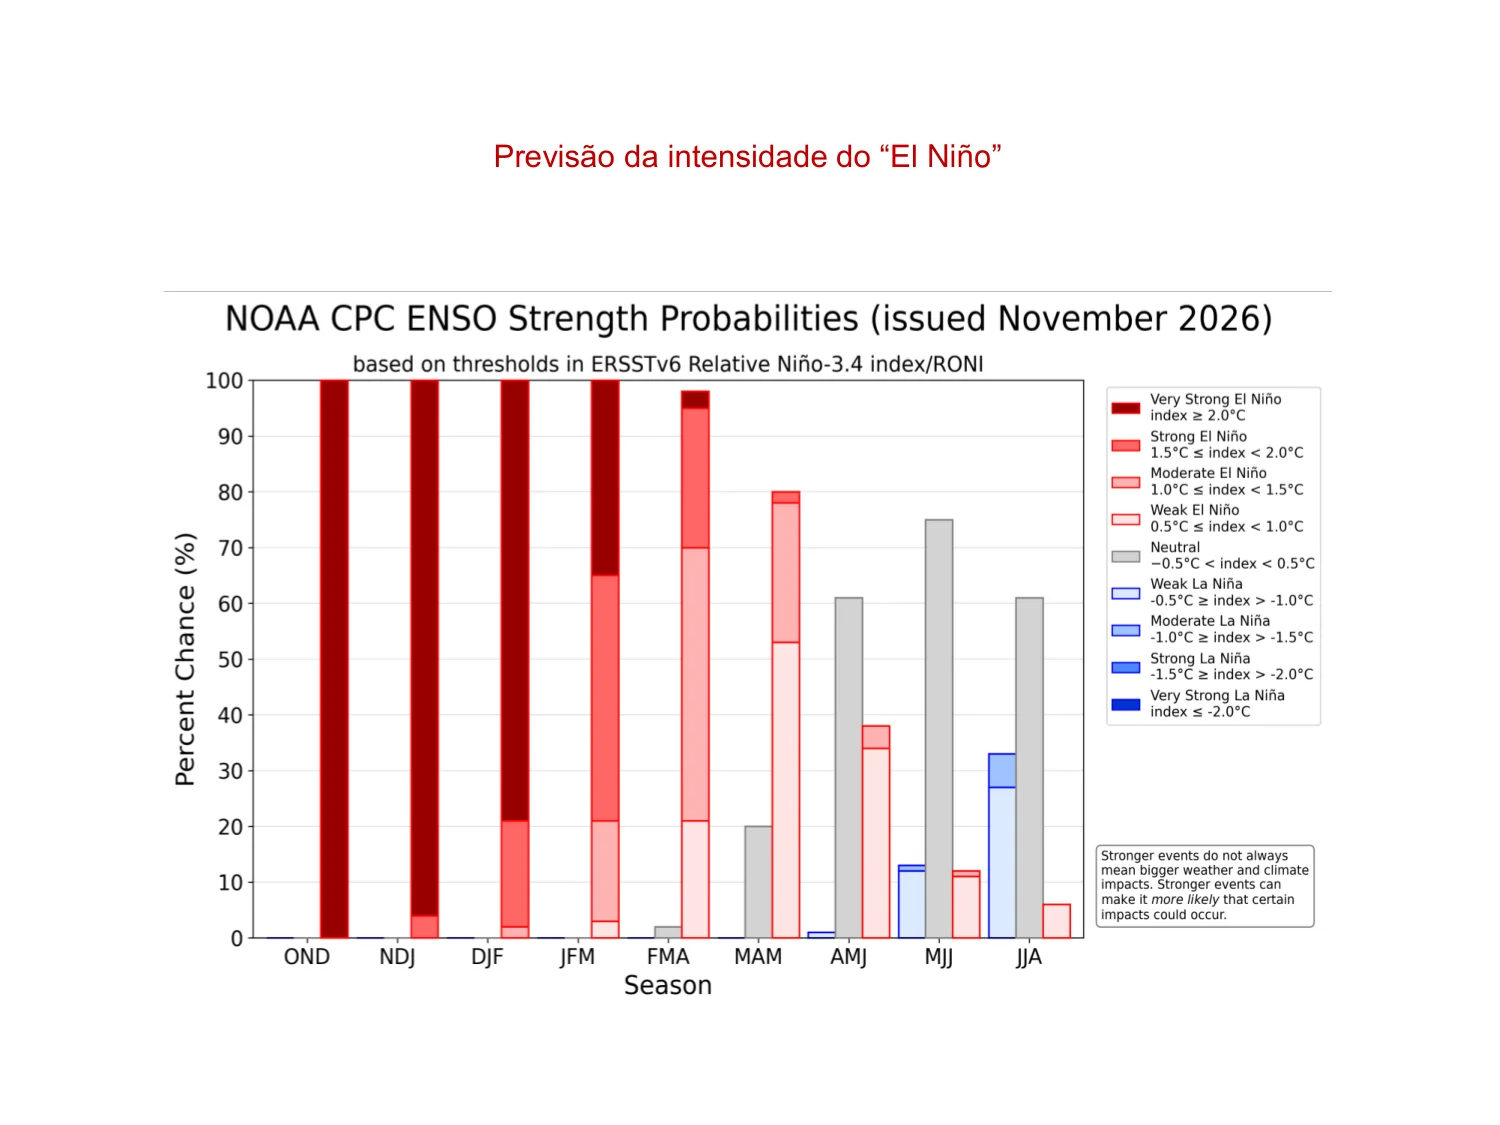 Previsão da intensidade do “El Niño”
NOAA CPC ENSO Strength Probabilities (issued November 2026)
based on thresholds in ERSSTv6 Relative Niño-3.4 index/RONI
Percent Chance (%)
100
90
80
70
60
50
40
30
20
10
0
OND NDJ DJF JFM FMA MAM AMJ MJJ JJA
Season
Very Strong El Niño
index ≥ 2.0°C
Strong El Niño
1.5°C ≤ index < 2.0°C
Moderate El Niño
1.0°C ≤ index < 1.5°C
Weak El Niño
0.5°C ≤ index < 1.0°C
Neutral
−0.5°C < index < 0.5°C
Weak La Niña
-0.5°C ≥ index > -1.0°C
Moderate La Niña
-1.0°C ≥ index > -1.5°C
Strong La Niña
-1.5°C ≥ index > -2.0°C
Very Strong La Niña
index ≤ -2.0°C
Stronger events do not always
mean bigger weather and climate
impacts. Stronger events can
make it more likely that certain
impacts could occur.